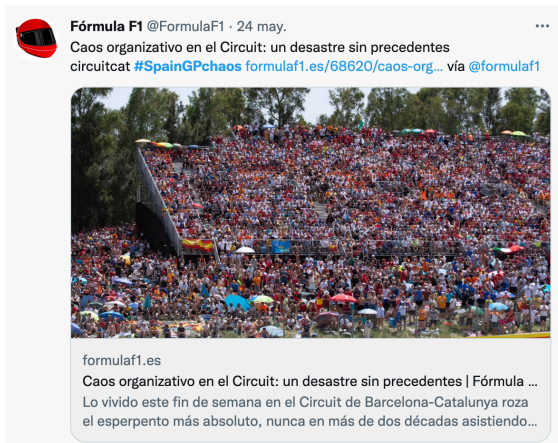 Fórmula F1 @FormulaF1 · 24 may.
Caos organizativo en el Circuit: un desastre sin precedentes
circuitcat #SpainGPchaos formulaf1.es/68620/caos-org... vía @formulaf1
formulaf1.es
Caos organizativo en el Circuit: un desastre sin precedentes | Fórmula ...
Lo vivido este fin de semana en el Circuit de Barcelona-Catalunya roza
el esperpento más absoluto, nunca en más de dos décadas asistiendo...